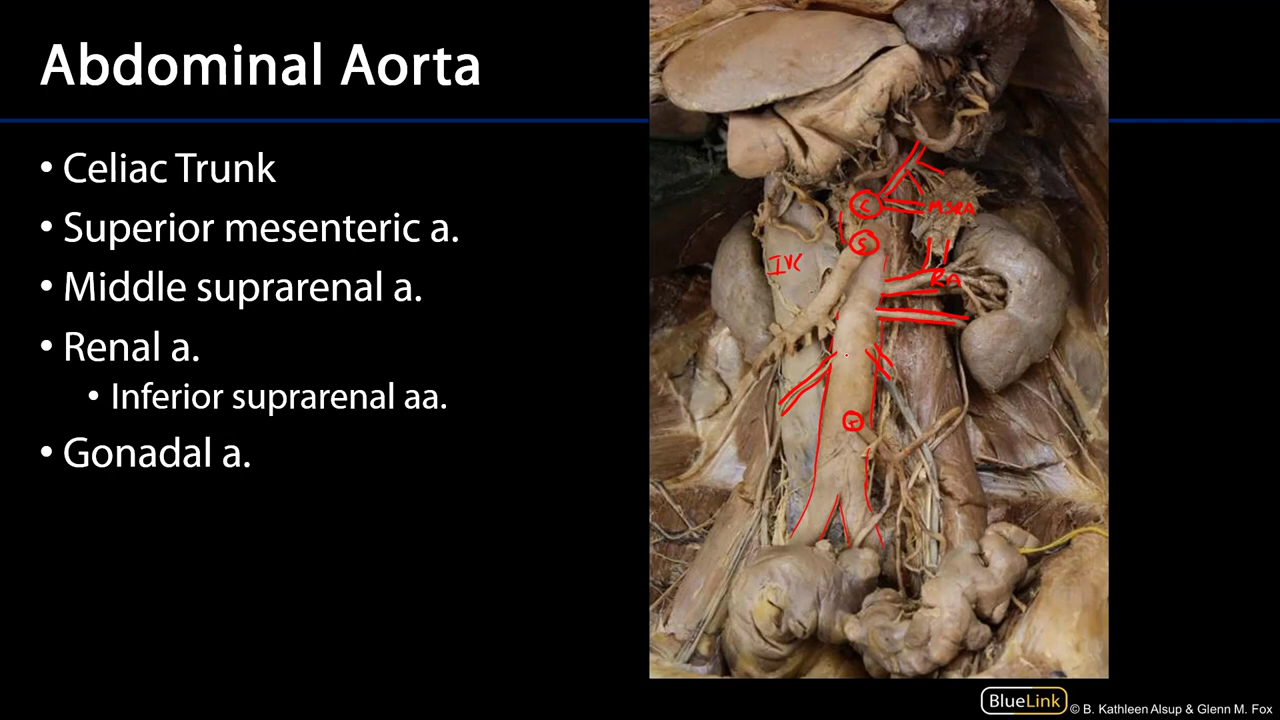 Abdominal Aorta
• Celiac Trunk
• Superior mesenteric a.
• Middle suprarenal a.
• Renal a.
• Inferior suprarenal aa.
• Gonadal a.
C
MSRA
S
IVC
RA
BlueLink © B. Kathleen Alsup & Glenn M. Fox